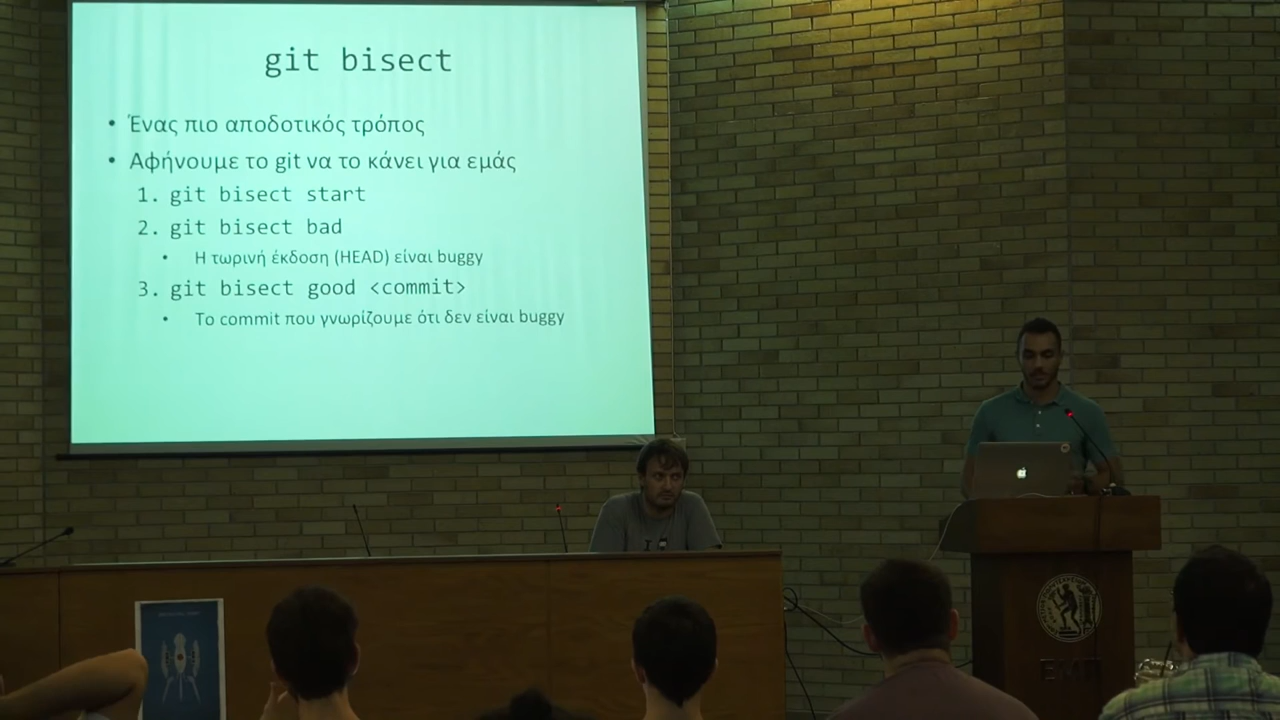 git bisect
• Ένας πιο αποδοτικός τρόπος
• Αφήνουμε το git να το κάνει για εμάς
1. git bisect start
2. git bisect bad
• Η τωρινή έκδοση (HEAD) είναι buggy
3. git bisect good <commit>
• Το commit που γνωρίζουμε ότι δεν είναι buggy
ΕΜΠ